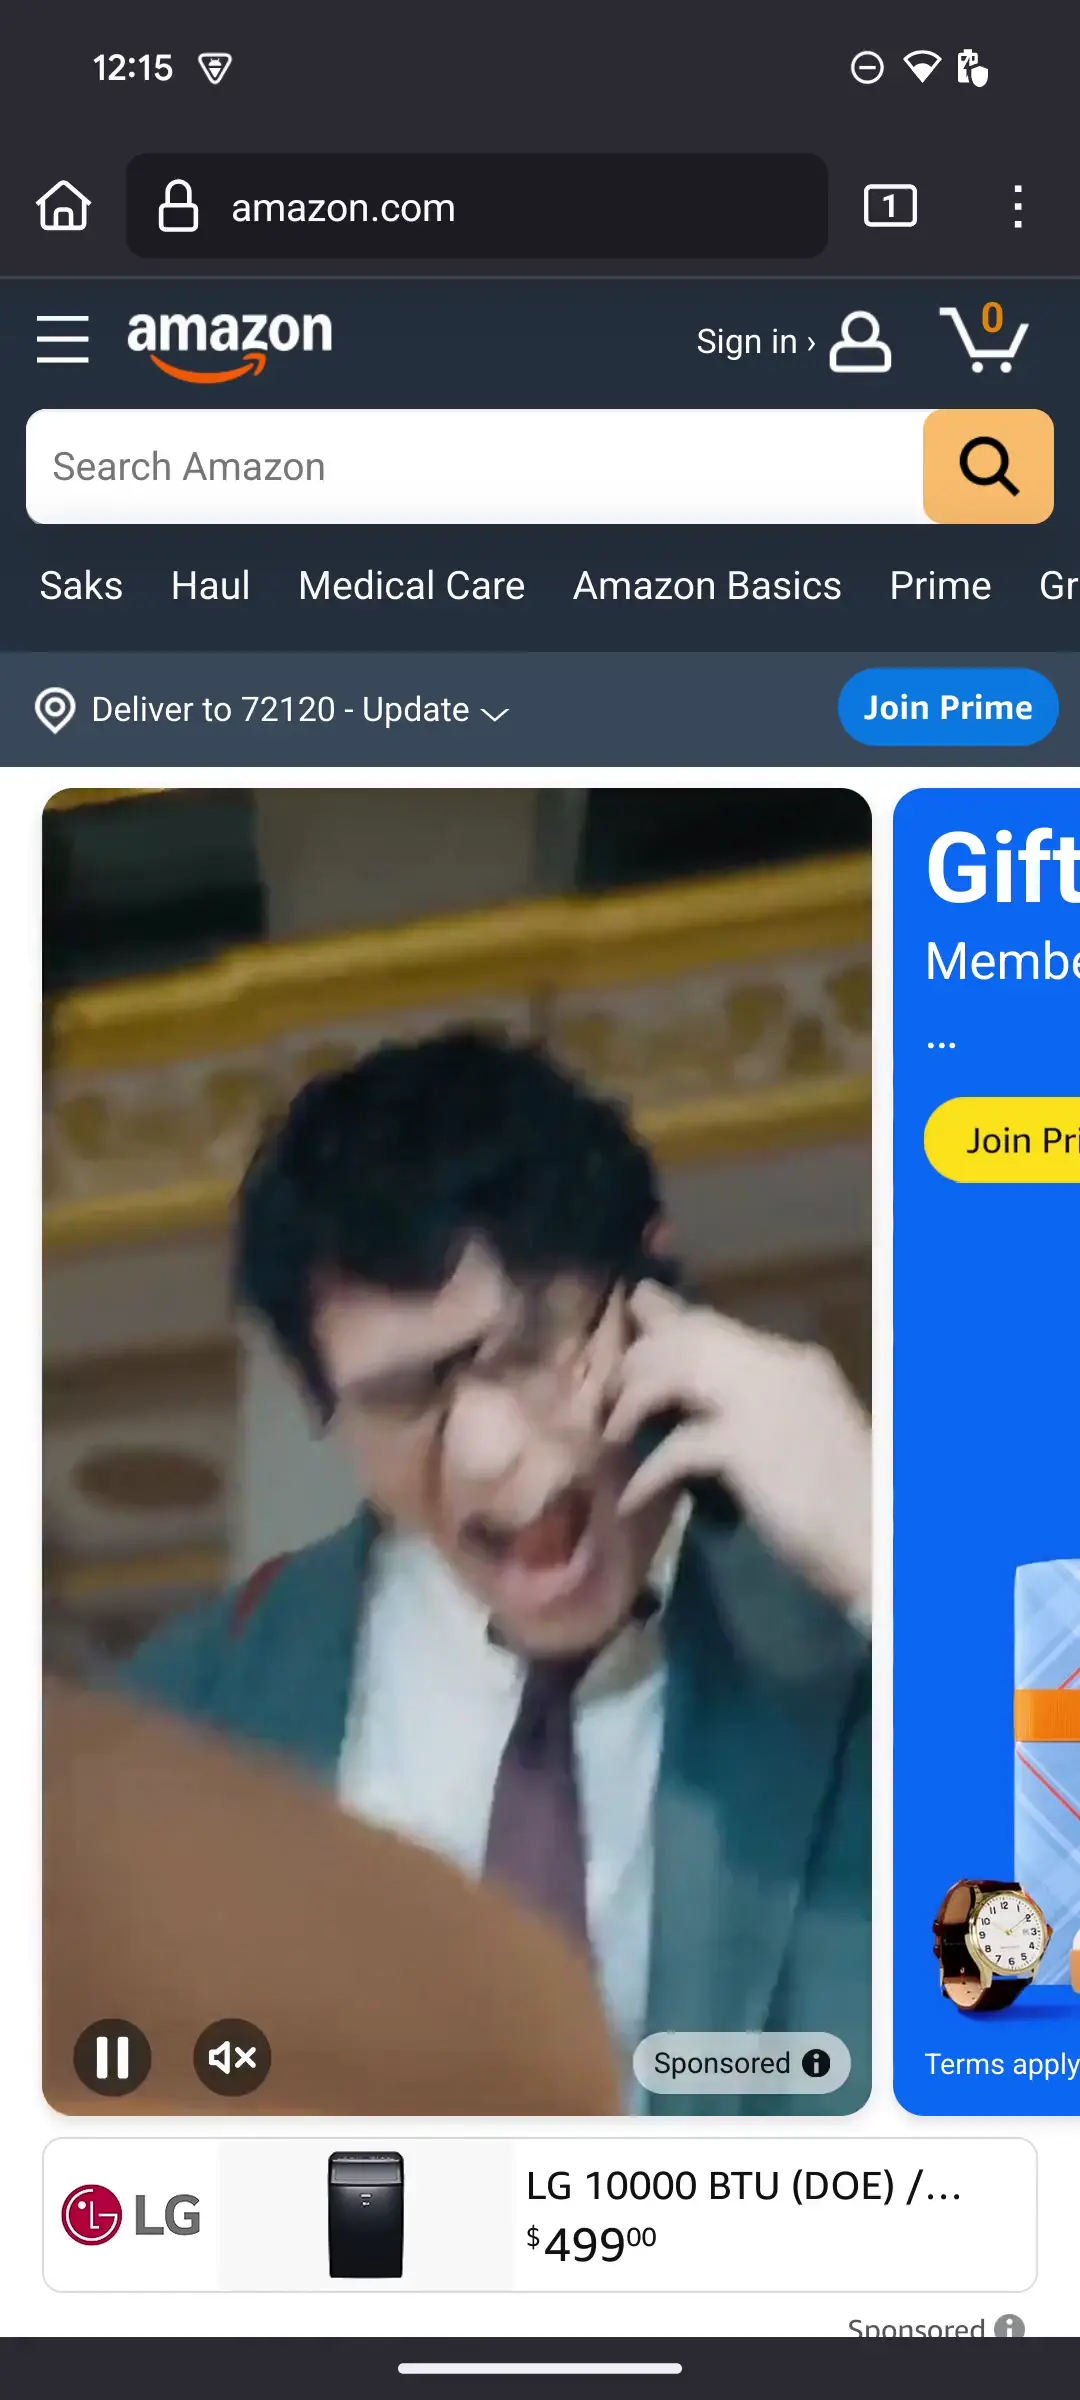 12:15
amazon.com
1
amazon
Sign in ›
0
Search Amazon
Saks Haul Medical Care Amazon Basics Prime Gr
Deliver to 72120 - Update
Join Prime
Gift
Membe
...
Join Pri
Sponsored
Terms apply
LG
LG 10000 BTU (DOE) /...
$49900
Sponsored